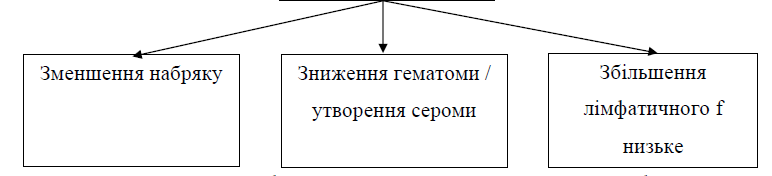 Зменшення набряку
Зниження гематоми /
утворення сероми
Збільшення
лімфатичного f
низьке